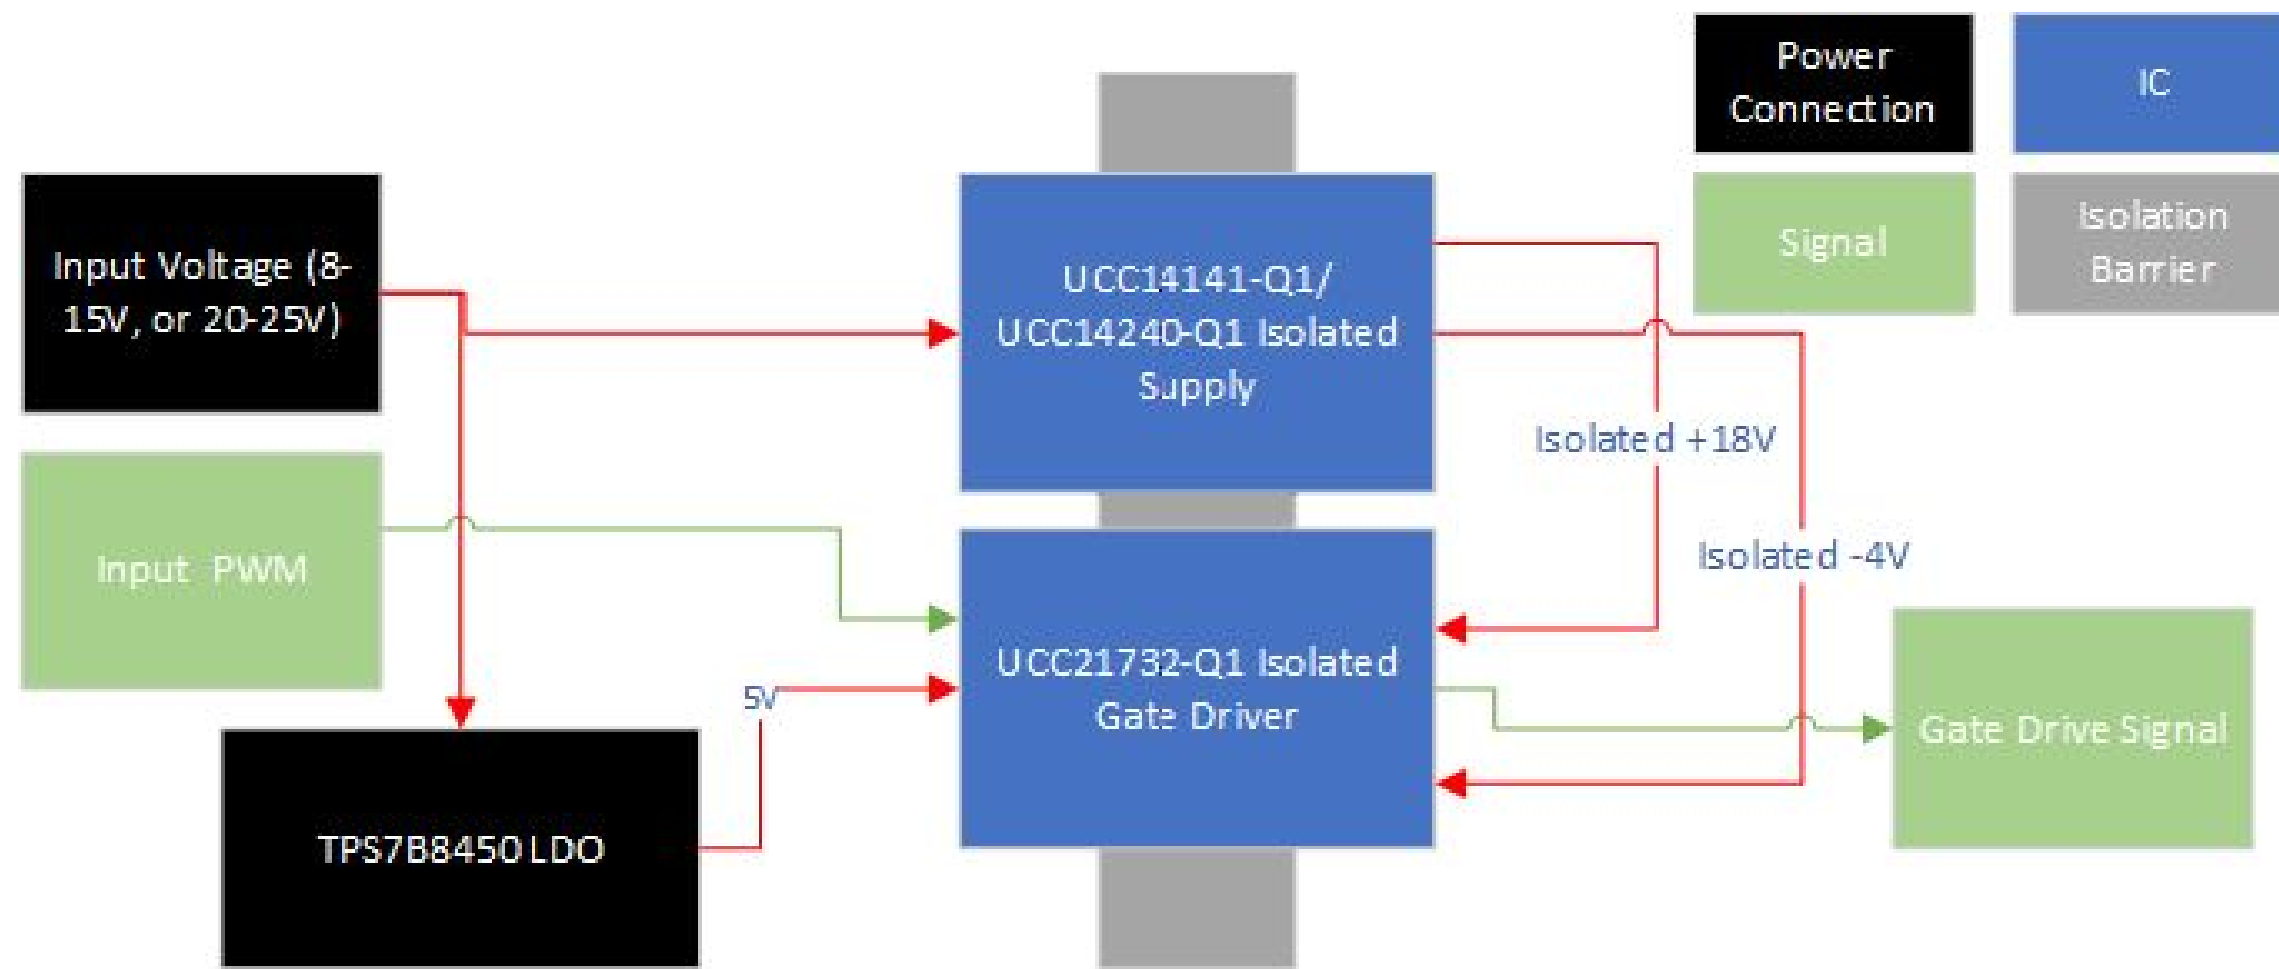 Power
Connection
IC
Signal
Isolation
Barrier
Input Voltage (8-
15V, or 20-25V)
UCC14141-Q1/
UCC14240-Q1 Isolated
Supply
Isolated +18V
Input PWM
Isolated -4V
UCC21732-Q1 Isolated
Gate Driver
5V
Gate Drive Signal
TPS7B8450 LDO